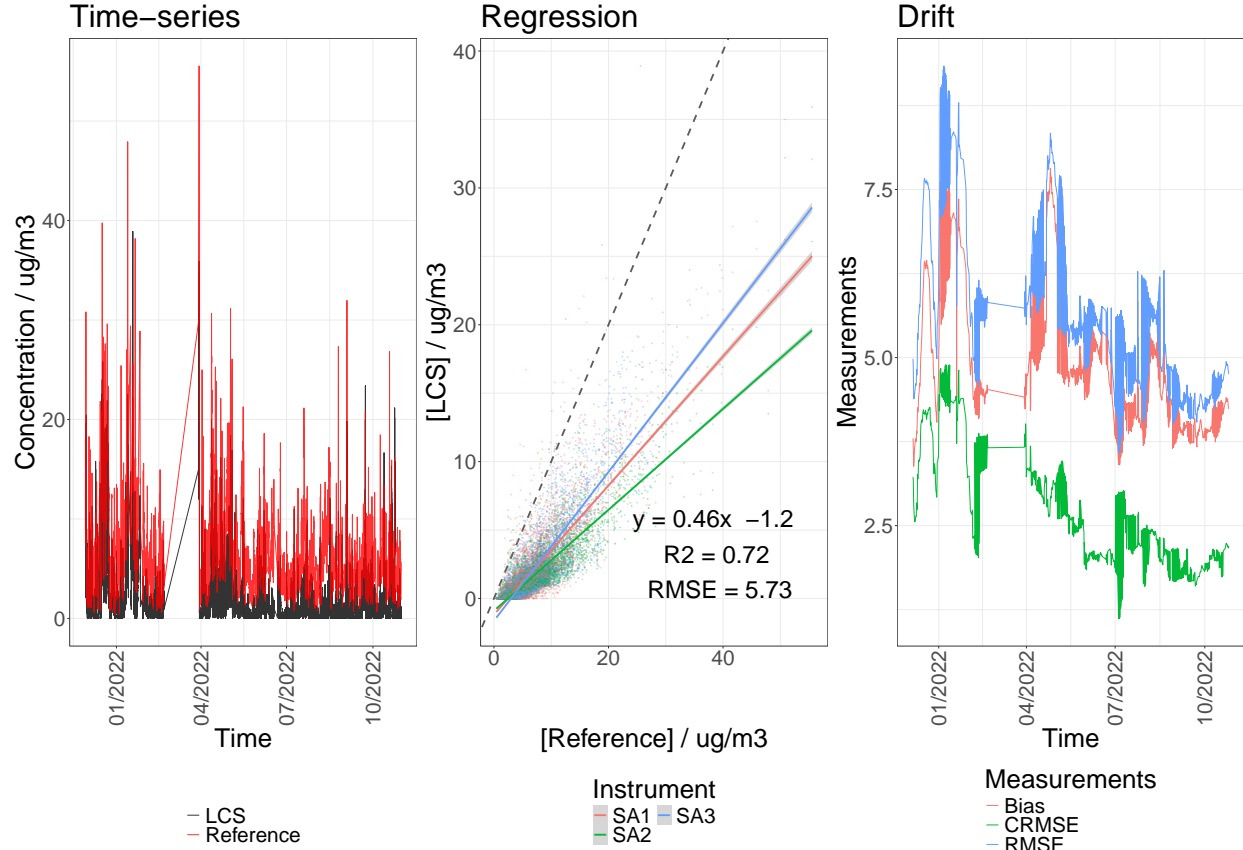 Time−series
Regression
Drift
Concentration / ug/m3
0
20
40
01/2022
04/2022
07/2022
10/2022
Time
LCS
Reference
[LCS] / ug/m3
0
10
20
30
40
y = 0.46x −1.2
R2 = 0.72
RMSE = 5.73
0
20
40
[Reference] / ug/m3
Instrument
SA1
SA3
SA2
Measurements
2.5
5.0
7.5
01/2022
04/2022
07/2022
10/2022
Time
Measurements
Bias
CRMSE
RMSE